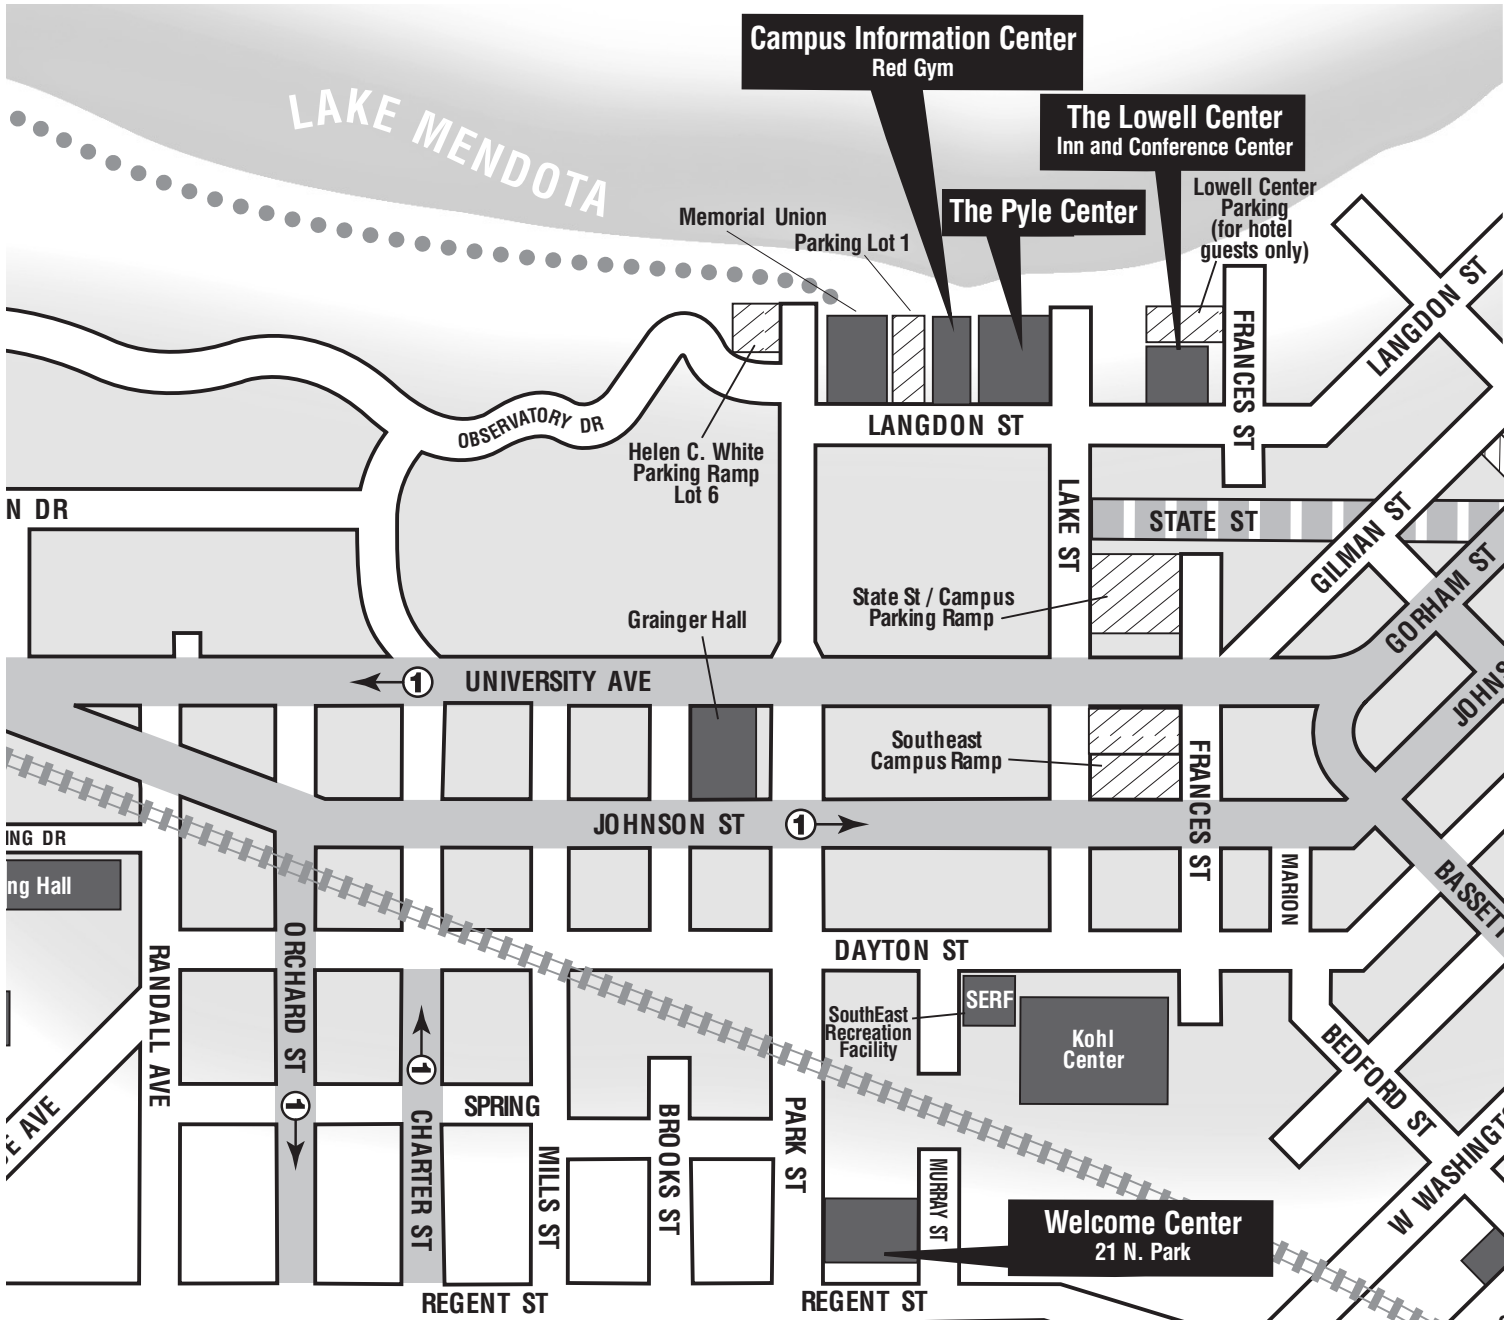 Campus Information Center
Red Gym
The Lowell Center
Inn and Conference Center
LAKE MENDOTA
The Pyle Center
Lowell Center
Parking
(for hotel
guests only)
Memorial Union
Parking Lot 1
LANGDON ST
FRANCES ST
OBSERVATORY DR
LANGDON ST
Helen C. White
Parking Ramp
Lot 6
N DR
LAKE ST
STATE ST
GILMAN ST
GORHAM ST
State St / Campus
Parking Ramp
Grainger Hall
1
UNIVERSITY AVE
JOHNS
Southeast
Campus Ramp
FRANCES ST
JOHNSON ST
1
ING DR
ng Hall
MARION
BASSETT
ORCHARD ST
RANDALL AVE
DAYTON ST
SERF
SouthEast
Recreation
Facility
Kohl
Center
BEDFORD ST
1
1
SPRING
CHARTER ST
MILLS ST
BROOKS ST
PARK ST
MURRAY ST
E AVE
W WASHINGT
Welcome Center
21 N. Park
REGENT ST
REGENT ST